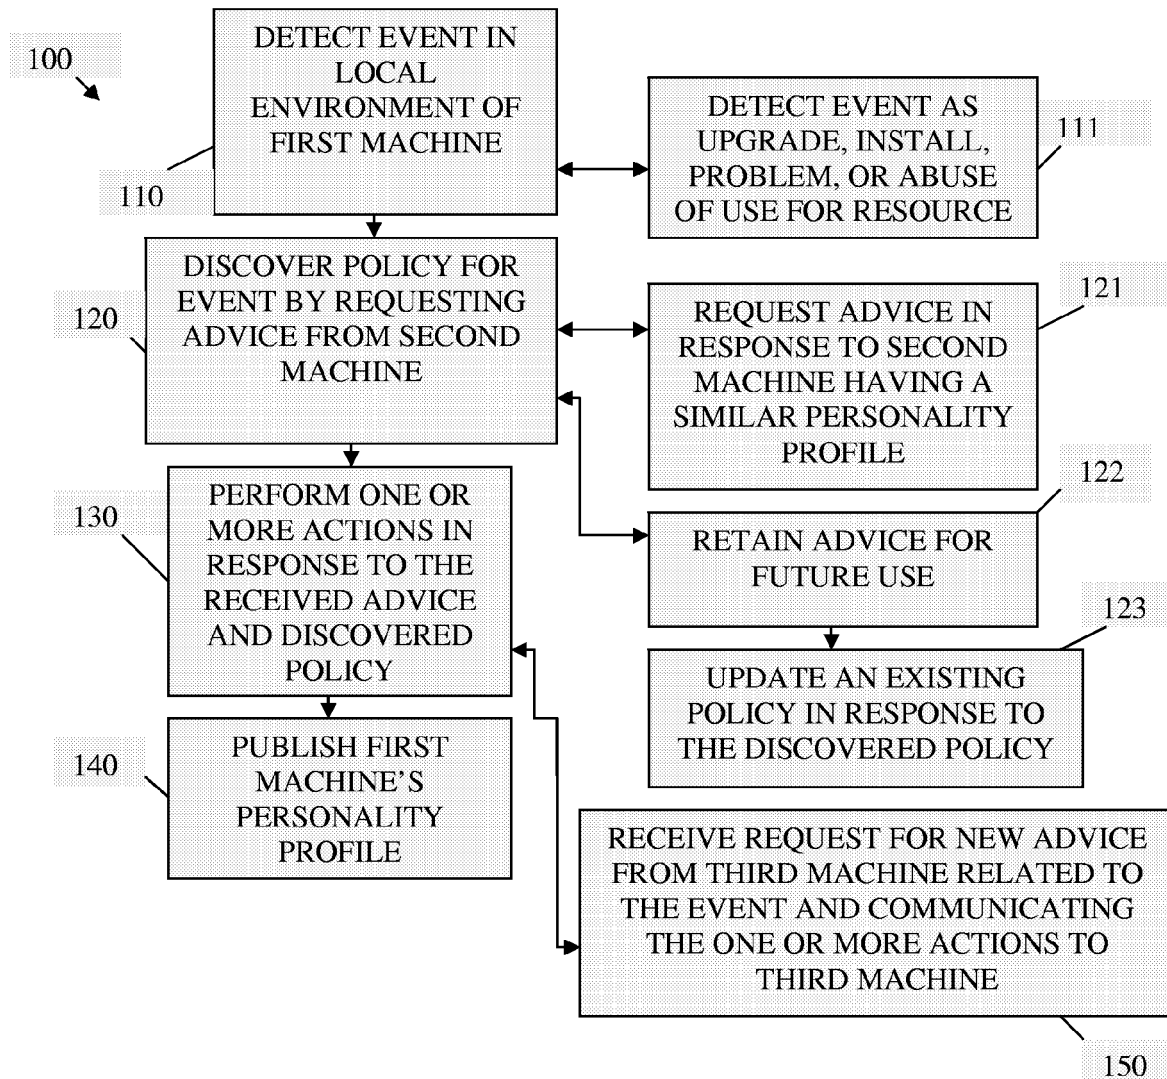 100
DETECT EVENT IN
LOCAL
ENVIRONMENT OF
FIRST MACHINE
110
DETECT EVENT AS
UPGRADE, INSTALL,
PROBLEM, OR ABUSE
OF USE FOR RESOURCE
111
DISCOVER POLICY FOR
EVENT BY REQUESTING
ADVICE FROM SECOND
MACHINE
120
REQUEST ADVICE IN
RESPONSE TO SECOND
MACHINE HAVING A
SIMILAR PERSONALITY
PROFILE
121
RETAIN ADVICE FOR
FUTURE USE
122
UPDATE AN EXISTING
POLICY IN RESPONSE TO
THE DISCOVERED POLICY
123
PERFORM ONE OR
MORE ACTIONS IN
RESPONSE TO THE
RECEIVED ADVICE
AND DISCOVERED
POLICY
130
PUBLISH FIRST
MACHINE’S
PERSONALITY
PROFILE
140
RECEIVE REQUEST FOR NEW ADVICE
FROM THIRD MACHINE RELATED TO
THE EVENT AND COMMUNICATING
THE ONE OR MORE ACTIONS TO
THIRD MACHINE
150